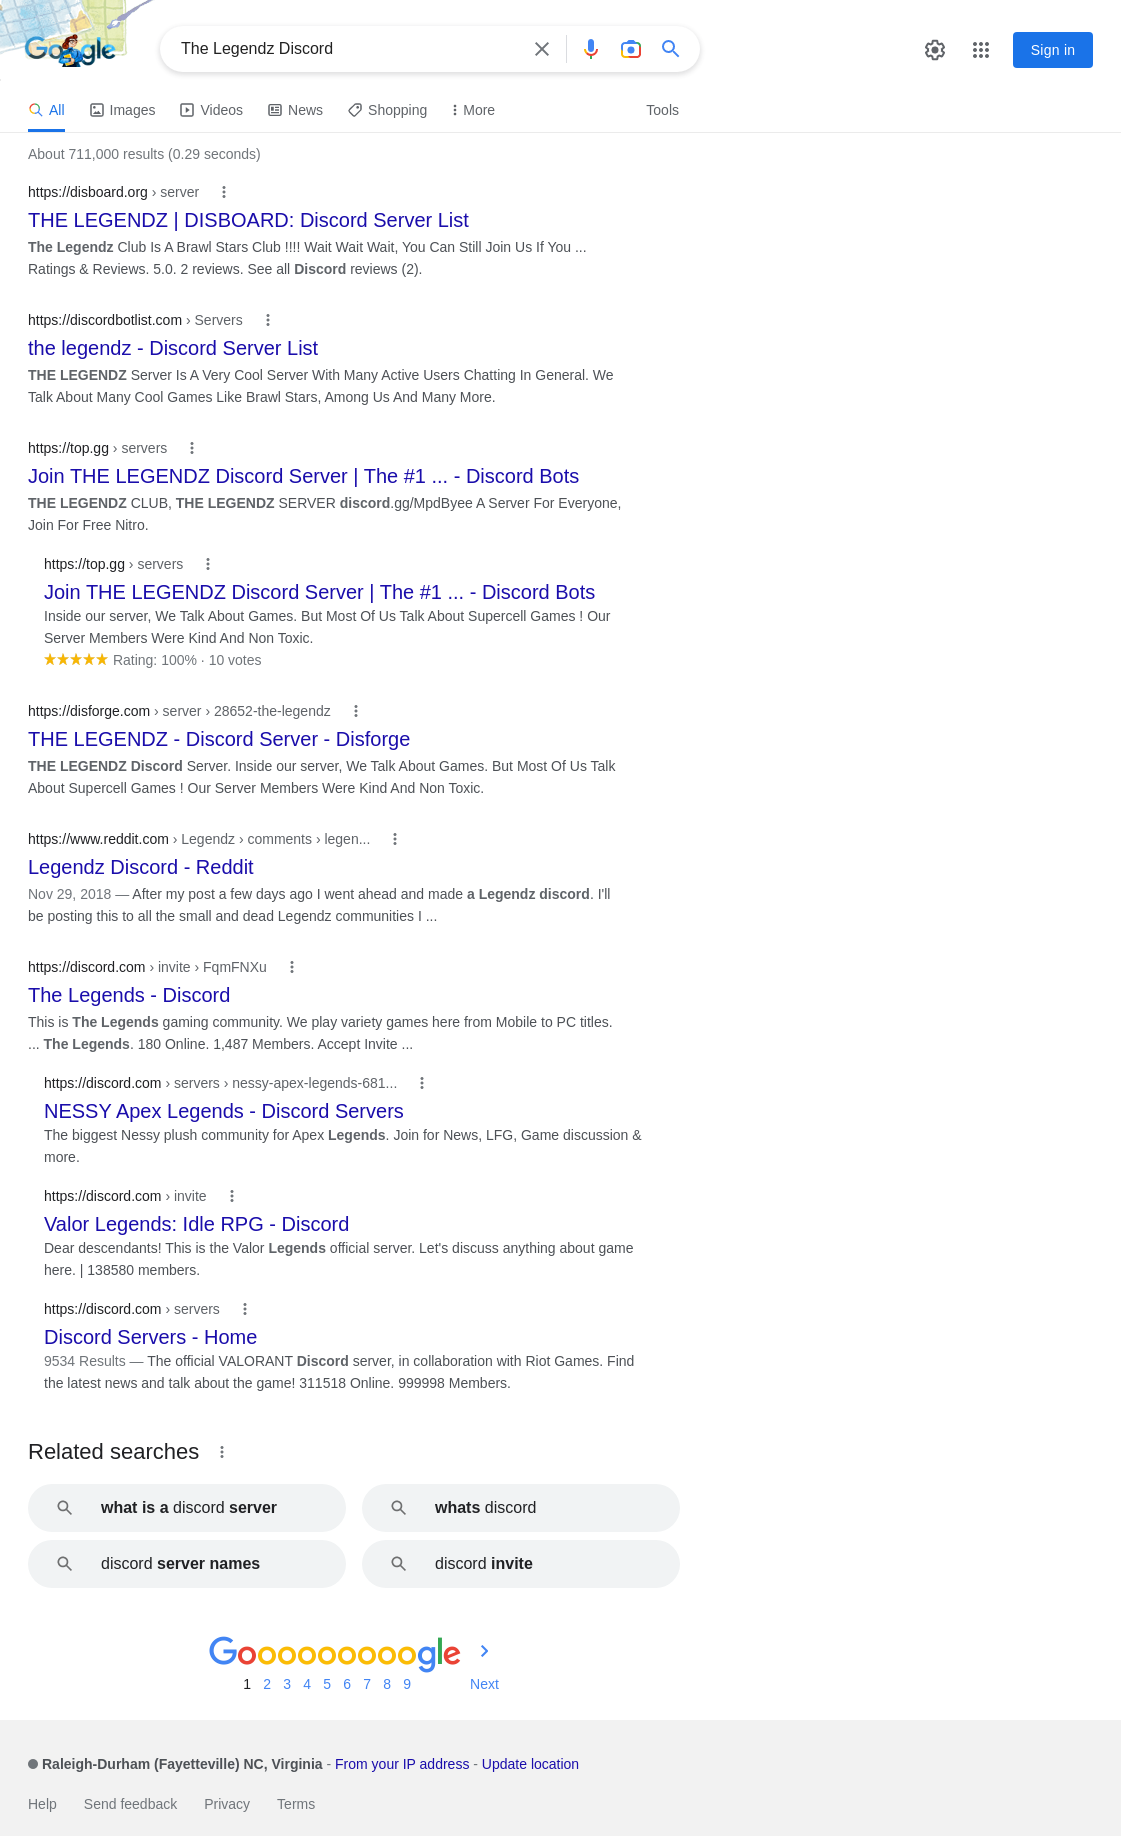 Google
The Legendz Discord
Sign in
All Images Videos News Shopping More Tools
About 711,000 results (0.29 seconds)
https://disboard.org › server
THE LEGENDZ | DISBOARD: Discord Server List
The Legendz Club Is A Brawl Stars Club !!!! Wait Wait Wait, You Can Still Join Us If You ...
Ratings & Reviews. 5.0. 2 reviews. See all Discord reviews (2).
https://discordbotlist.com › Servers
the legendz - Discord Server List
THE LEGENDZ Server Is A Very Cool Server With Many Active Users Chatting In General. We
Talk About Many Cool Games Like Brawl Stars, Among Us And Many More.
https://top.gg › servers
Join THE LEGENDZ Discord Server | The #1 ... - Discord Bots
THE LEGENDZ CLUB, THE LEGENDZ SERVER discord.gg/MpdByee A Server For Everyone,
Join For Free Nitro.
https://top.gg › servers
Join THE LEGENDZ Discord Server | The #1 ... - Discord Bots
Inside our server, We Talk About Games. But Most Of Us Talk About Supercell Games ! Our
Server Members Were Kind And Non Toxic.
Rating: 100% · 10 votes
https://disforge.com › server › 28652-the-legendz
THE LEGENDZ - Discord Server - Disforge
THE LEGENDZ Discord Server. Inside our server, We Talk About Games. But Most Of Us Talk
About Supercell Games ! Our Server Members Were Kind And Non Toxic.
https://www.reddit.com › Legendz › comments › legen...
Legendz Discord - Reddit
Nov 29, 2018 — After my post a few days ago I went ahead and made a Legendz discord. I'll
be posting this to all the small and dead Legendz communities I ...
https://discord.com › invite › FqmFNXu
The Legends - Discord
This is The Legends gaming community. We play variety games here from Mobile to PC titles.
... The Legends. 180 Online. 1,487 Members. Accept Invite ...
https://discord.com › servers › nessy-apex-legends-681...
NESSY Apex Legends - Discord Servers
The biggest Nessy plush community for Apex Legends. Join for News, LFG, Game discussion &
more.
https://discord.com › invite
Valor Legends: Idle RPG - Discord
Dear descendants! This is the Valor Legends official server. Let's discuss anything about game
here. | 138580 members.
https://discord.com › servers
Discord Servers - Home
9534 Results — The official VALORANT Discord server, in collaboration with Riot Games. Find
the latest news and talk about the game! 311518 Online. 999998 Members.
Related searches
what is a discord server
whats discord
discord server names
discord invite
Goooooooooogle
1 2 3 4 5 6 7 8 9 Next
Raleigh-Durham (Fayetteville) NC, Virginia - From your IP address - Update location
Help Send feedback Privacy Terms